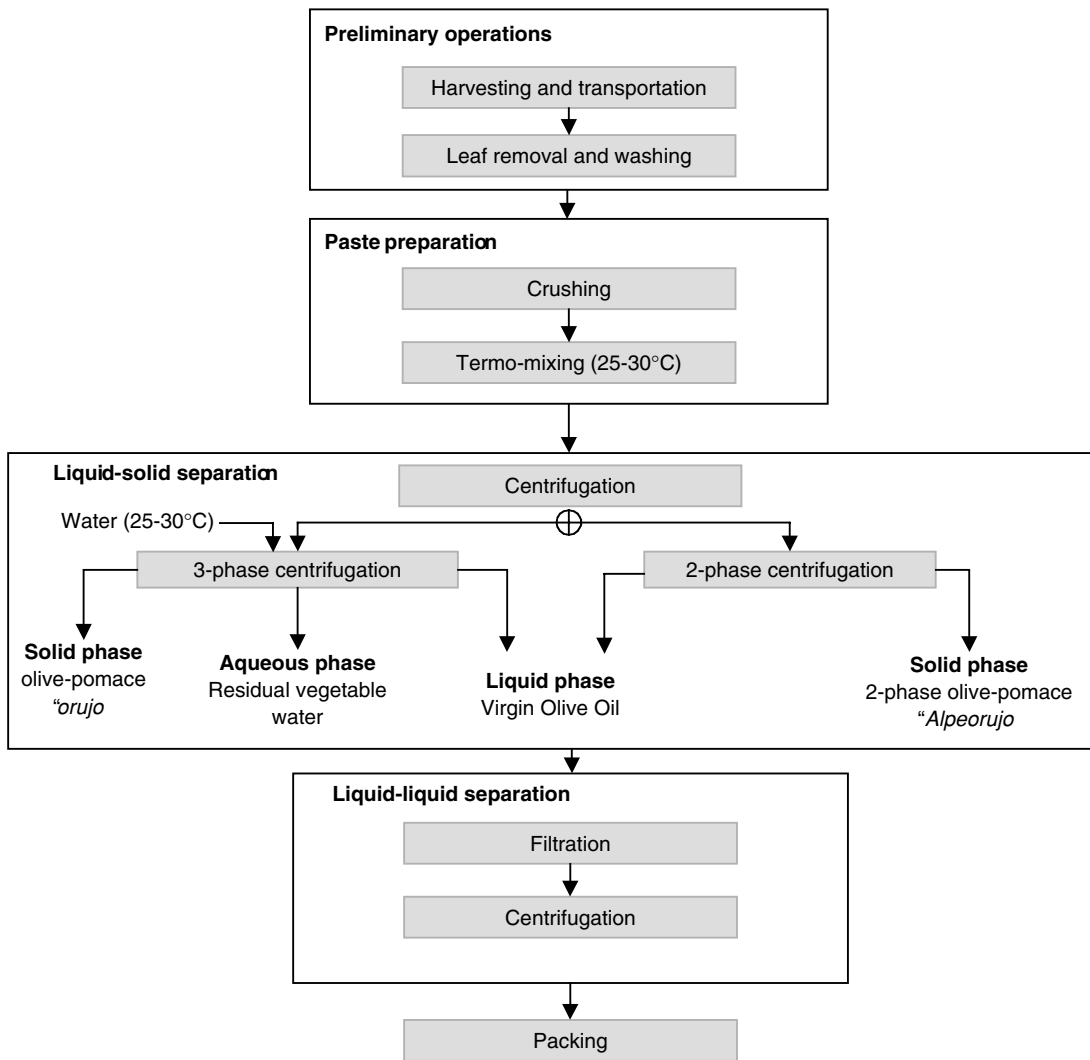 Preliminary operations
Harvesting and transportation
Leaf removal and washing
Paste preparation
Crushing
Termo-mixing (25-30°C)
Liquid-solid separation
Centrifugation
Water (25-30°C)
3-phase centrifugation
2-phase centrifugation
Solid phase
olive-pomace
“orujo
Aqueous phase
Residual vegetable
water
Liquid phase
Virgin Olive Oil
Solid phase
2-phase olive-pomace
“Alpeorujo
Liquid-liquid separation
Filtration
Centrifugation
Packing